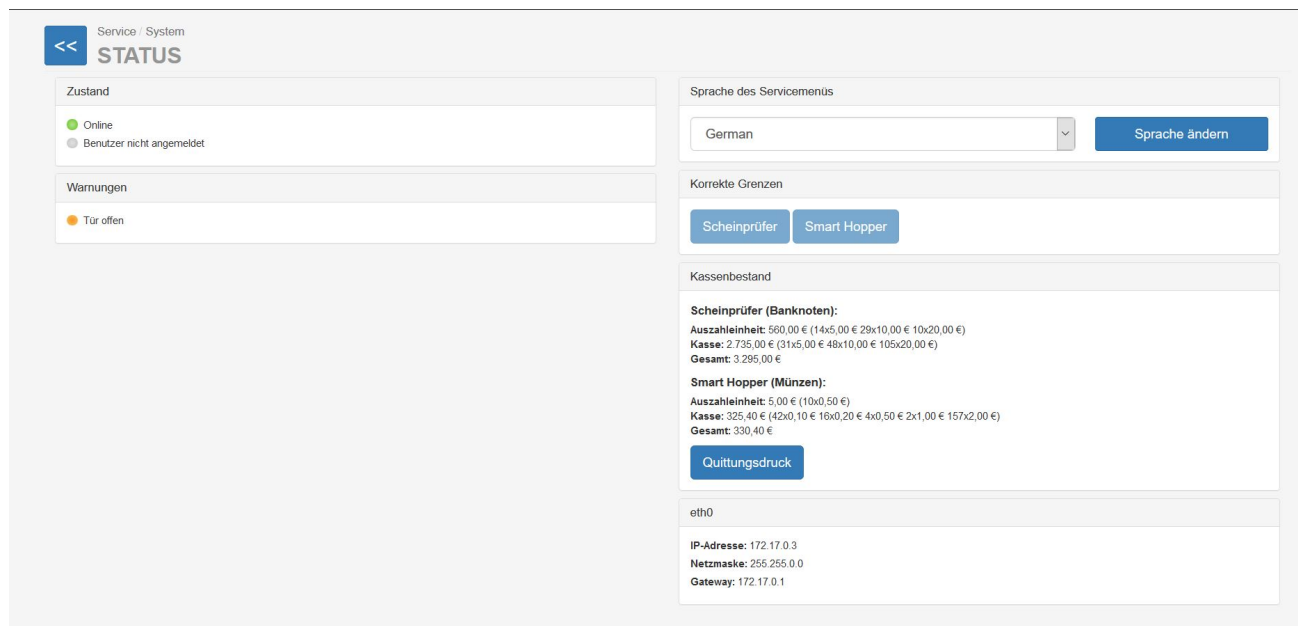 <<
Service / System
STATUS
Zustand
Online
Benutzer nicht angemeldet
Warnungen
Tür offen
Sprache des Servicemenüs
German
Sprache ändern
Korrekte Grenzen
Scheinprüfer
Smart Hopper
Kassenbestand
Scheinprüfer (Banknoten):
Auszahleinheit: 560,00 € (14x5,00 € 29x10,00 € 10x20,00 €)
Kasse: 2.735,00 € (31x5,00 € 48x10,00 € 105x20,00 €)
Gesamt: 3.295,00 €
Smart Hopper (Münzen):
Auszahleinheit: 5,00 € (10x0,50 €)
Kasse: 325,40 € (42x0,10 € 16x0,20 € 4x0,50 € 2x1,00 € 157x2,00 €)
Gesamt: 330,40 €
Quittungsdruck
eth0
IP-Adresse: 172.17.0.3
Netzmaske: 255.255.0.0
Gateway: 172.17.0.1